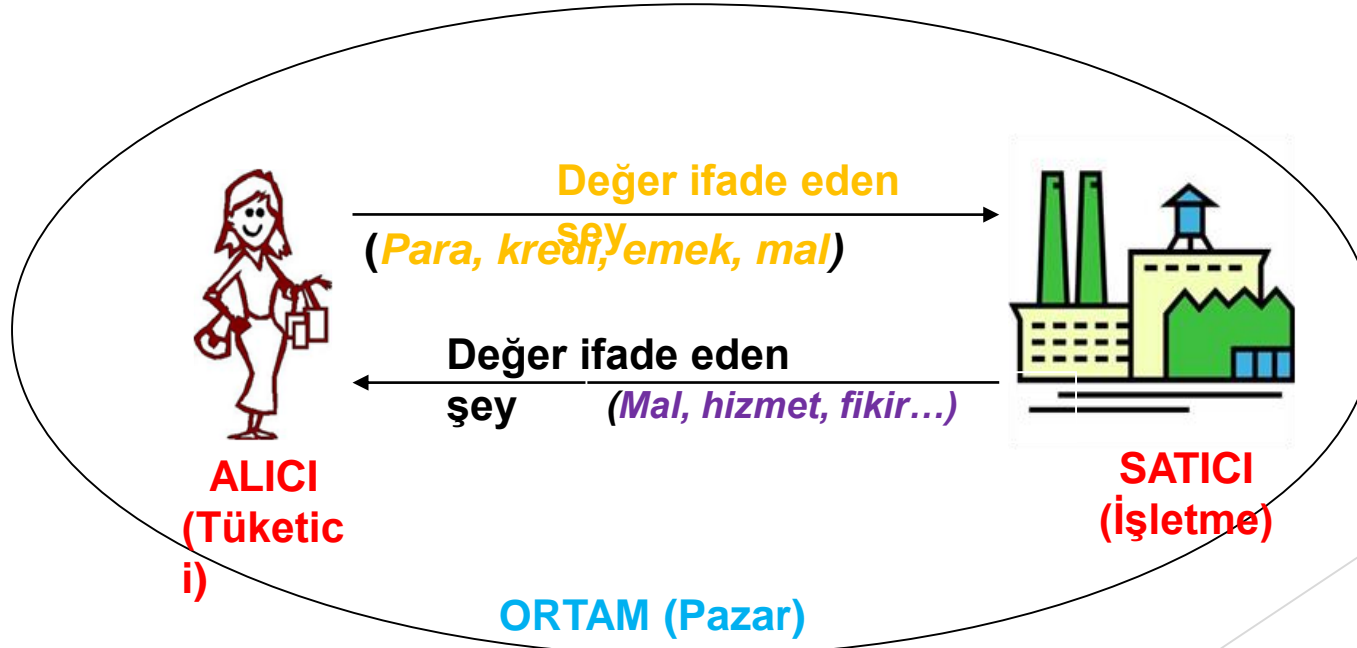 Değer ifade eden
şey
(Para, kredi, emek, mal)
Değer ifade eden
şey
(Mal, hizmet, fikir…)
ALICI
(Tüketic
i)
SATICI
(İşletme)
ORTAM (Pazar)